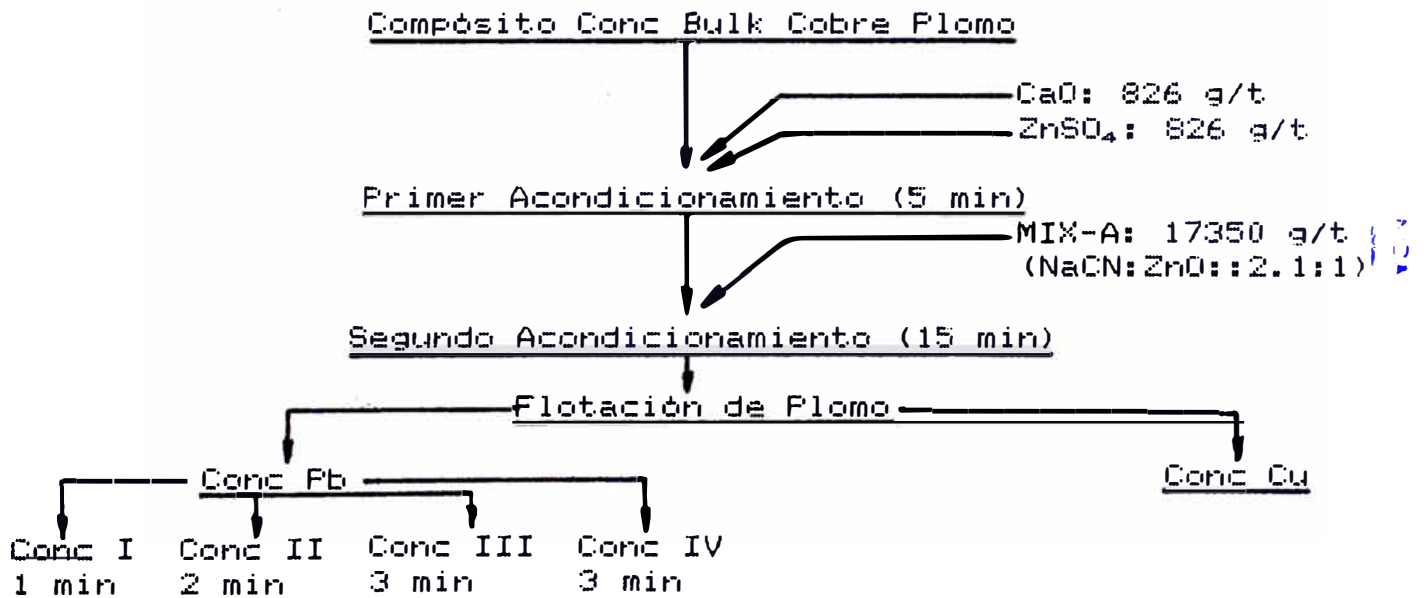 Compósito Conc Bulk Cobre Plomo
CaO: 826 g/t
ZnSO₄: 826 g/t
Primer Acondicionamiento (5 min)
MIX-A: 17350 g/t
(NaCN:ZnO::2.1:1)
Segundo Acondicionamiento (15 min)
Flotación de Plomo
Conc Pb
Conc Cu
Conc I
Conc II
Conc III
Conc IV
1 min
2 min
3 min
3 min